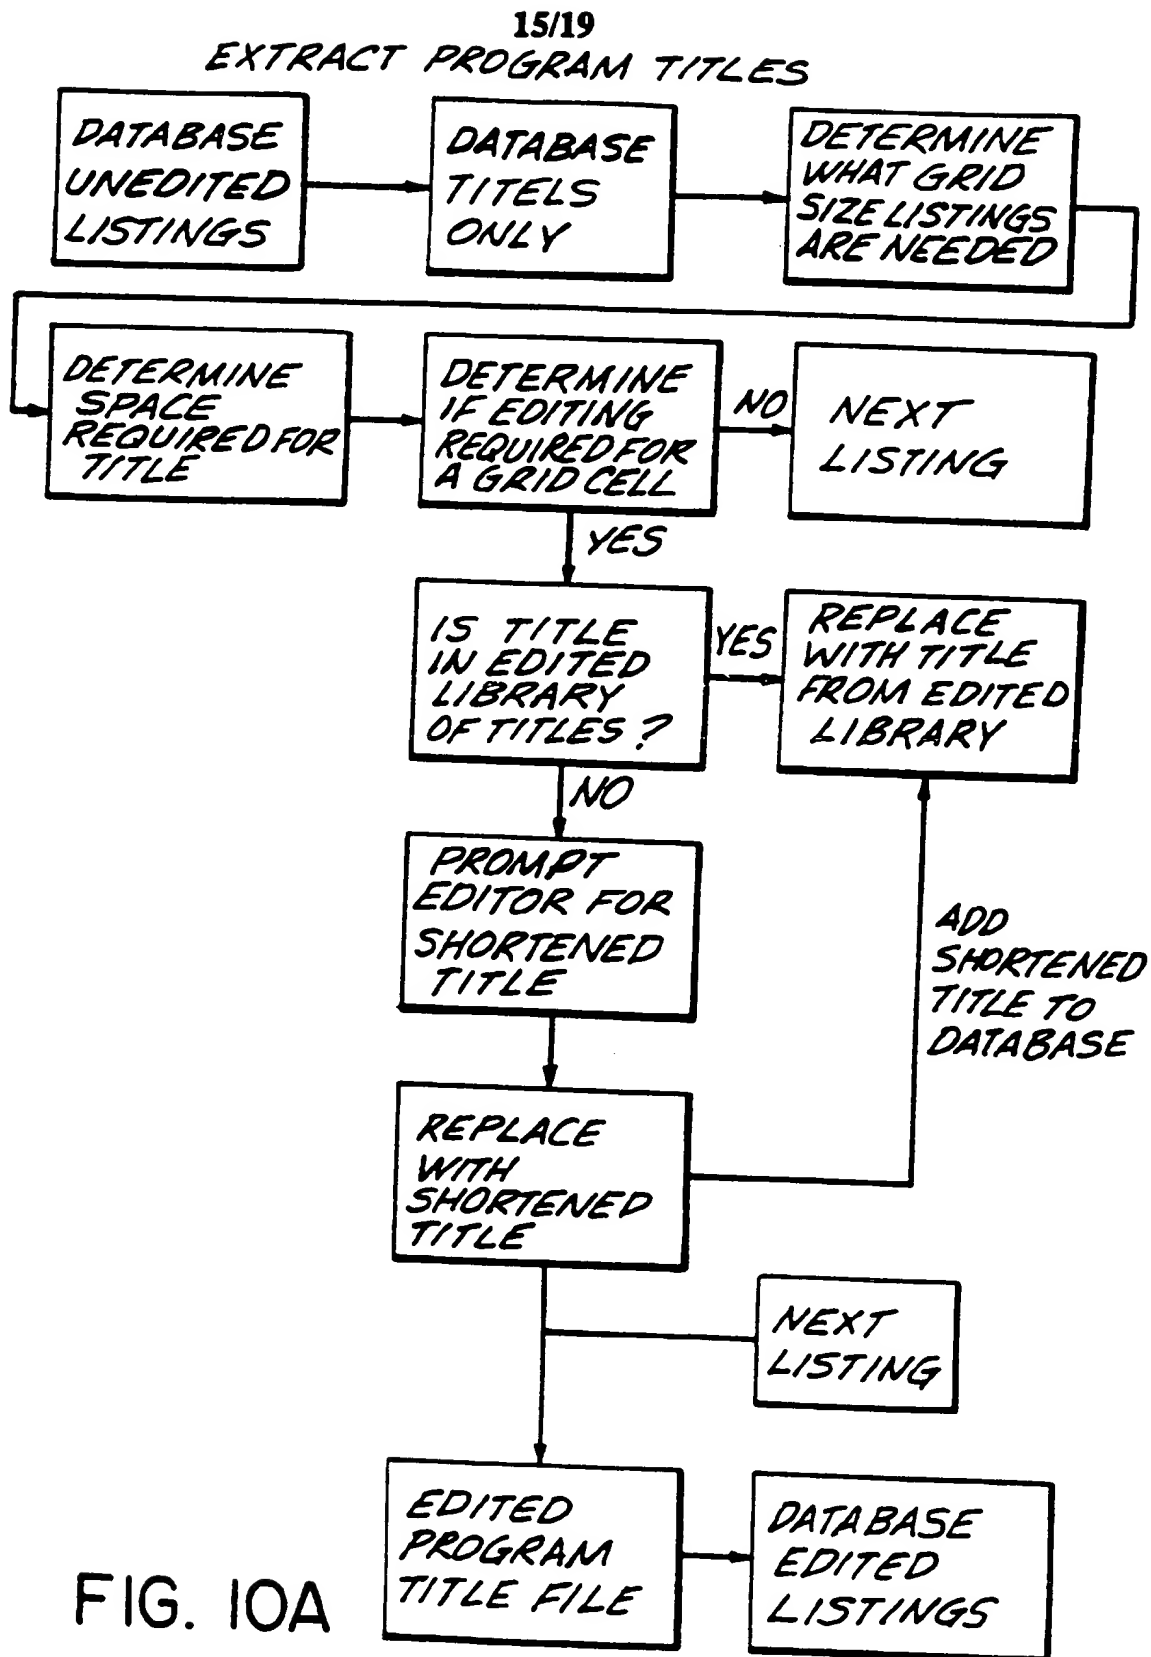 15/19
EXTRACT PROGRAM TITLES
DATABASE
UNEDITED
LISTINGS
DATABASE
TITELS
ONLY
DETERMINE
WHAT GRID
SIZE LISTINGS
ARE NEEDED
DETERMINE
SPACE
REQUIRED FOR
TITLE
DETERMINE
IF EDITING
REQUIRED FOR
A GRID CELL
NO
NEXT
LISTING
YES
IS TITLE
IN EDITED
LIBRARY
OF TITLES?
YES
REPLACE
WITH TITLE
FROM EDITED
LIBRARY
NO
PROMPT
EDITOR FOR
SHORTENED
TITLE
ADD
SHORTENED
TITLE TO
DATABASE
REPLACE
WITH
SHORTENED
TITLE
NEXT
LISTING
EDITED
PROGRAM
TITLE FILE
DATABASE
EDITED
LISTINGS
FIG. 10A